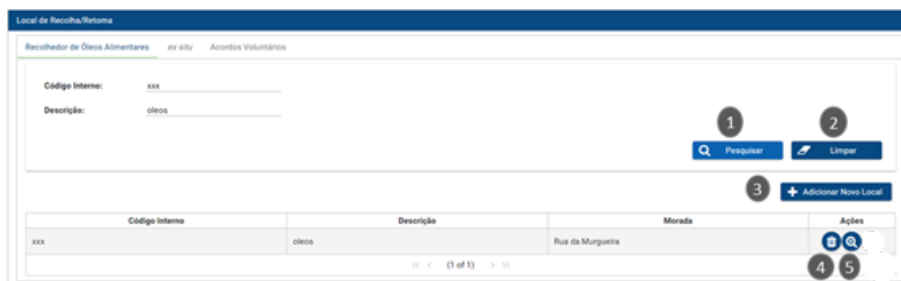 Local de Recolha/Retoma
Recolhedor de Óleos Alimentares ex situ Acordos Voluntários
Código Interno: xxx
Descrição: oleos
1 2
Pesquisar Limpar
3 Adicionar Novo Local
Código Interno Descrição Morada Ações
xxx oleos Rua da Murgueira
(1 of 1)
4 5